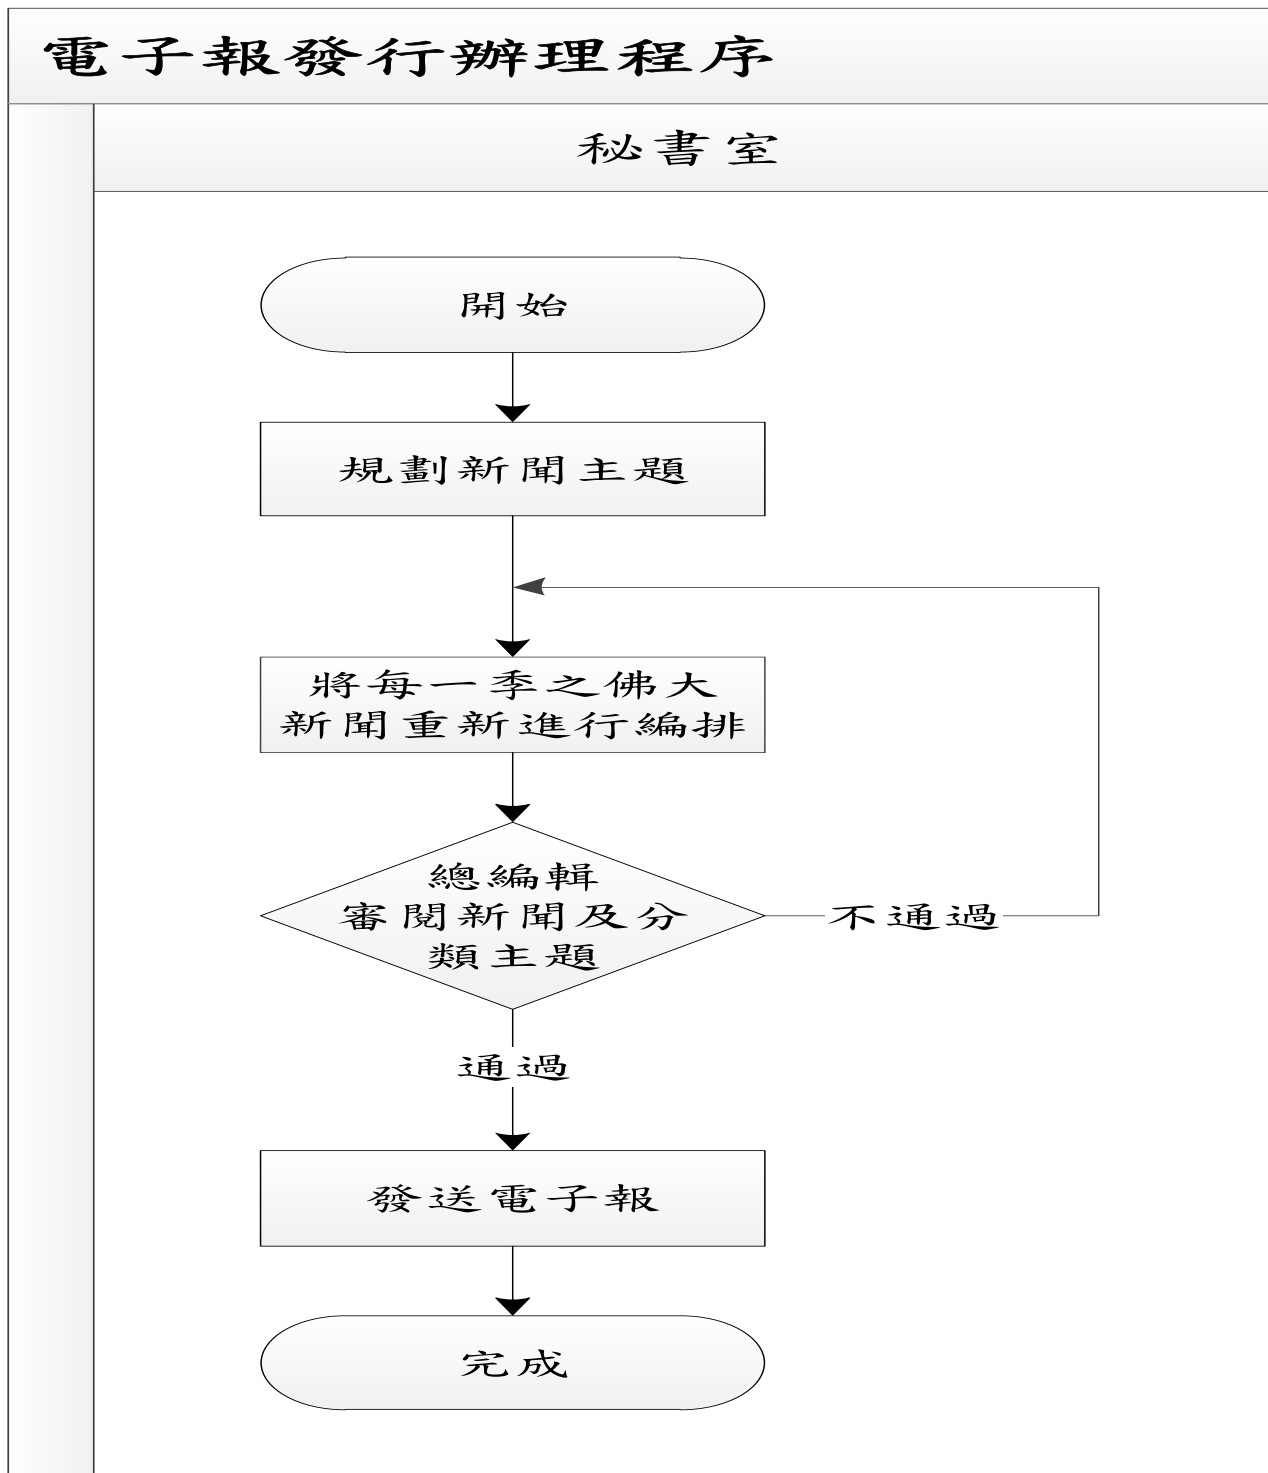 電子報發行辦理程序
秘書室
開始
規劃新聞主題
將每一季之佛大
新聞重新進行編排
總編輯
審閱新聞及分
類主題
不通過
通過
發送電子報
完成